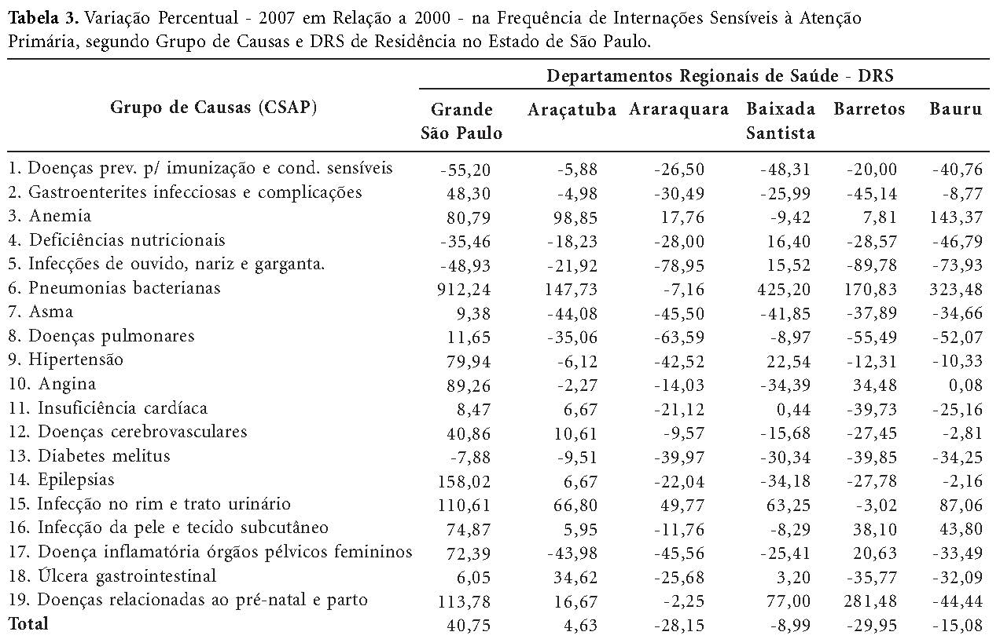 Tabela 3. Variação Percentual - 2007 em Relação a 2000 - na Frequência de Internações Sensíveis à Atenção
Primária, segundo Grupo de Causas e DRS de Residência no Estado de São Paulo.
Departamentos Regionais de Saúde - DRS
Grupo de Causas (CSAP) Grande Araçatuba Araraquara Baixada Barretos Bauru
São Paulo Santista
1. Doenças prev. p/ imunização e cond. sensíveis -55,20 -5,88 -26,50 -48,31 -20,00 -40,76
2. Gastroenterites infecciosas e complicações 48,30 -4,98 -30,49 -25,99 -45,14 -8,77
3. Anemia 80,79 98,85 17,76 -9,42 7,81 143,37
4. Deficiências nutricionais -35,46 -18,23 -28,00 16,40 -28,57 -46,79
5. Infecções de ouvido, nariz e garganta. -48,93 -21,92 -78,95 15,52 -89,78 -73,93
6. Pneumonias bacterianas 912,24 147,73 -7,16 425,20 170,83 323,48
7. Asma 9,38 -44,08 -45,50 -41,85 -37,89 -34,66
8. Doenças pulmonares 11,65 -35,06 -63,59 -8,97 -55,49 -52,07
9. Hipertensão 79,94 -6,12 -42,52 22,54 -12,31 -10,33
10. Angina 89,26 -2,27 -14,03 -34,39 34,48 0,08
11. Insuficiência cardíaca 8,47 6,67 -21,12 0,44 -39,73 -25,16
12. Doenças cerebrovasculares 40,86 10,61 -9,57 -15,68 -27,45 -2,81
13. Diabetes melitus -7,88 -9,51 -39,97 -30,34 -39,85 -34,25
14. Epilepsias 158,02 6,67 -22,04 -34,18 -27,78 -2,16
15. Infecção no rim e trato urinário 110,61 66,80 49,77 63,25 -3,02 87,06
16. Infecção da pele e tecido subcutâneo 74,87 5,95 -11,76 -8,29 38,10 43,80
17. Doença inflamatória órgãos pélvicos femininos 72,39 -43,98 -45,56 -25,41 20,63 -33,49
18. Úlcera gastrointestinal 6,05 34,62 -25,68 3,20 -35,77 -32,09
19. Doenças relacionadas ao pré-natal e parto 113,78 16,67 -2,25 77,00 281,48 -44,44
Total 40,75 4,63 -28,15 -8,99 -29,95 -15,08